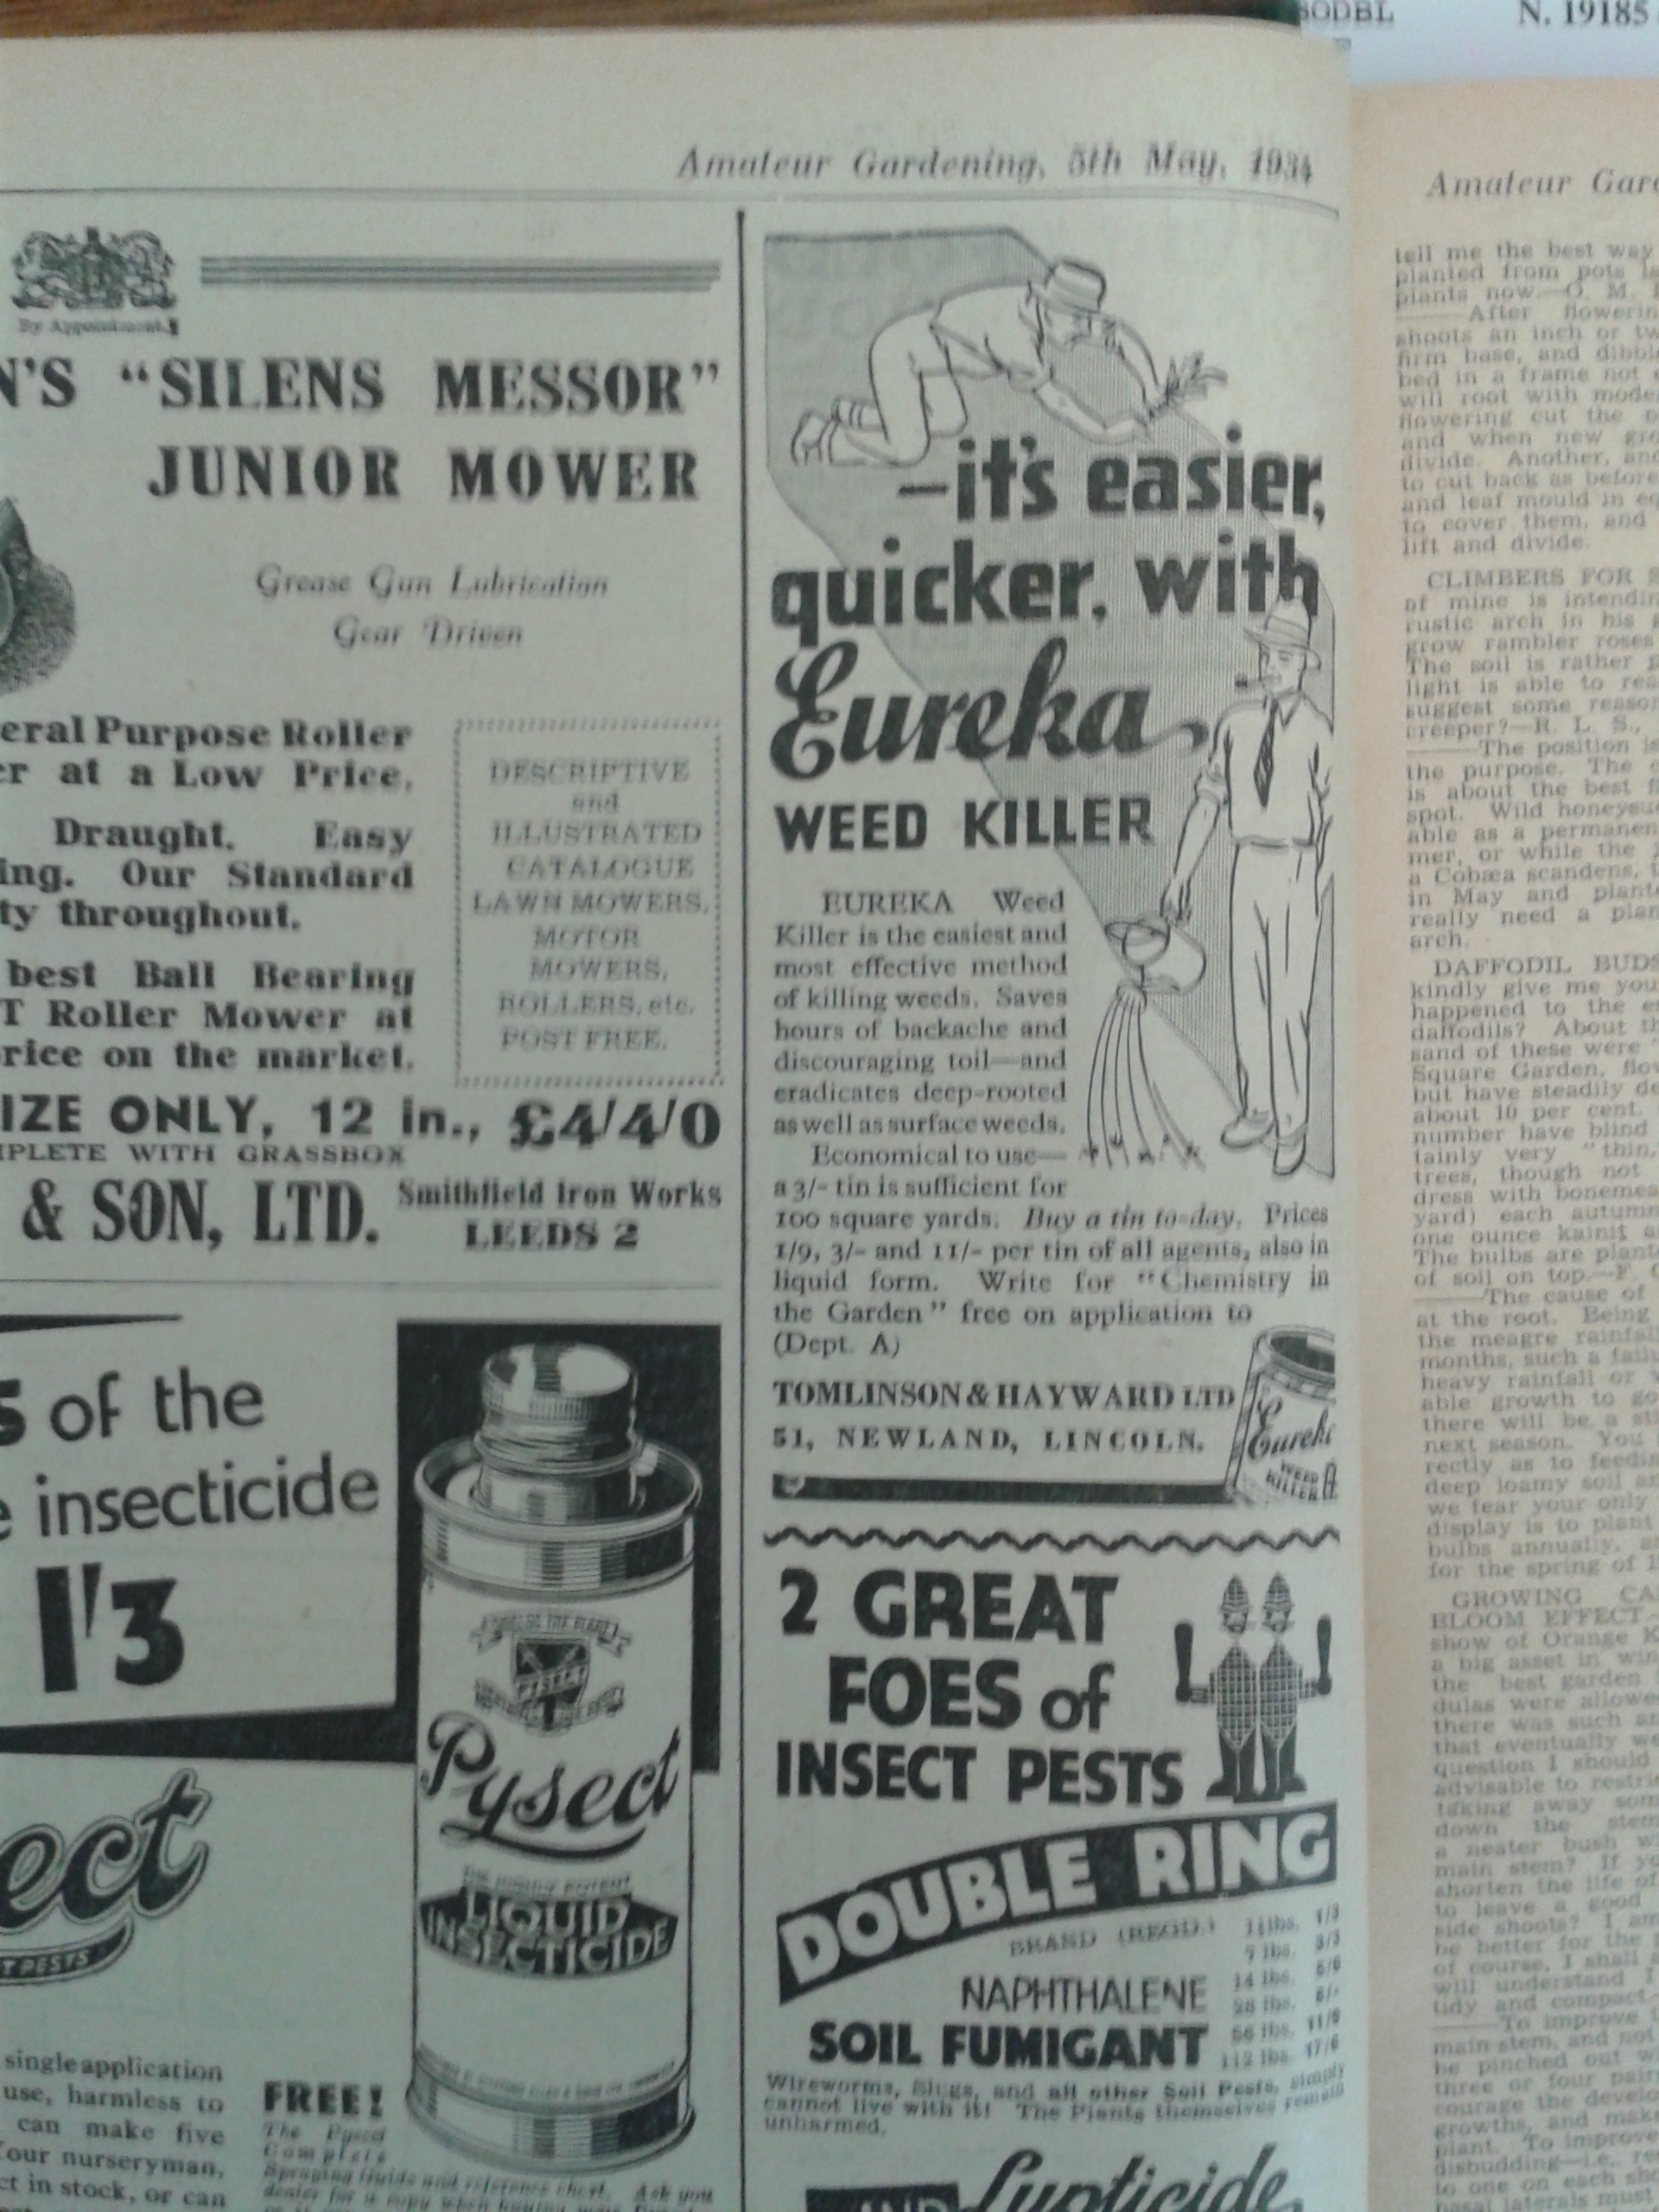 SODBL N. 19185
Amateur Gardening, 5th May, 1934
By Appointment.
N'S "SILENS MESSOR"
JUNIOR MOWER
Grease Gun Lubrication
Gear Driven
eral Purpose Roller
er at a Low Price,
Draught. Easy
ing. Our Standard
ty throughout.
best Ball Bearing
T Roller Mower at
rice on the market.
DESCRIPTIVE
and
ILLUSTRATED
CATALOGUE
LAWN MOWERS,
MOTOR
MOWERS,
ROLLERS, etc.
POST FREE.
IZE ONLY, 12 in., £4/4/0
MPLETE WITH GRASSBOX
& SON, LTD. Smithfield Iron Works
LEEDS 2
5 of the
e insecticide
1'3
ect
T PESTS
PYSECT
Pysect
THE HIGHLY POTENT
LIQUID
INSECTICIDE
single application
use, harmless to
can make five
Your nurseryman,
ct in stock, or can
FREE!
The Pysect
Complete
Spraying Guide and reference chart. Ask you
dealer for a copy when buying
—it's easier,
quicker, with
Eureka
WEED KILLER
EUREKA Weed
Killer is the easiest and
most effective method
of killing weeds. Saves
hours of backache and
discouraging toil—and
eradicates deep-rooted
as well as surface weeds.
Economical to use—
a 3/- tin is sufficient for
100 square yards. Buy a tin to-day. Prices
1/9, 3/- and 11/- per tin of all agents, also in
liquid form. Write for "Chemistry in
the Garden" free on application to
(Dept. A)
TOMLINSON & HAYWARD LTD
51, NEWLAND, LINCOLN.
Eureka
WEED
KILLER
2 GREAT
FOES of
INSECT PESTS
DOUBLE RING
BRAND (REGD.)
NAPHTHALENE
SOIL FUMIGANT
7 lbs. 3/3
14 lbs. 5/6
28 lbs. 8/-
56 lbs. 11/9
112 lbs. 17/6
Wireworms, Slugs, and all other Soil Pests, simply
cannot live with it! The Plants themselves remain
unharmed.
AND Lypticide
Amateur Gard
tell me the best way
planted from pots la
plants now.—O. M.
—After flowerin
shoots an inch or tw
firm base, and dibble
bed in a frame not
will root with mode
flowering cut the
and when new gro
divide. Another, and
to cut back as before
and leaf mould in eq
to cover them, and
lift and divide.
CLIMBERS FOR S
of mine is intendin
rustic arch in his
grow rambler roses
The soil is rather
light is able to rea
suggest some reason
creeper?—R. L. S.,
—The position is
the purpose. The
is about the best
spot. Wild honeysuc
able as a permanen
mer, or while the
a Cobæa scandens,
in May and plante
really need a plan
arch.
DAFFODIL BUDS
kindly give me you
happened to the
daffodils? About th
sand of these were
Square Garden, flow
but have steadily de
about 10 per cent.
number have blind
tainly very "thin,
trees, though not
dress with bonemea
yard) each autumn
one ounce kainit
The bulbs are plant
of soil on top.—F.
—The cause of
at the root. Being
the meagre rainfall
months, such a failu
heavy rainfall or
able growth to go
there will be a
next season. You
rectly as to feedin
deep loamy soil an
we fear your only
display is to plant
bulbs annually,
for the spring of 1
GROWING CA
BLOOM EFFECT
show of Orange K
a big asset in win
the best garden
dulas were allowe
there was such an
that eventually we
question I should
advisable to restri
taking away som
down the stem
a neater bush w
main stem? If yo
shorten the life of
to leave a good
side shoots? I am
be better for the
of course, I shall
will understand I
tidy and compact
—To improve
main stem, and not
be pinched out w
three or four pair
courage the develo
growths, and make
plant. To improve
disbudding—i.e., re
to one on each sho
basal lateral must